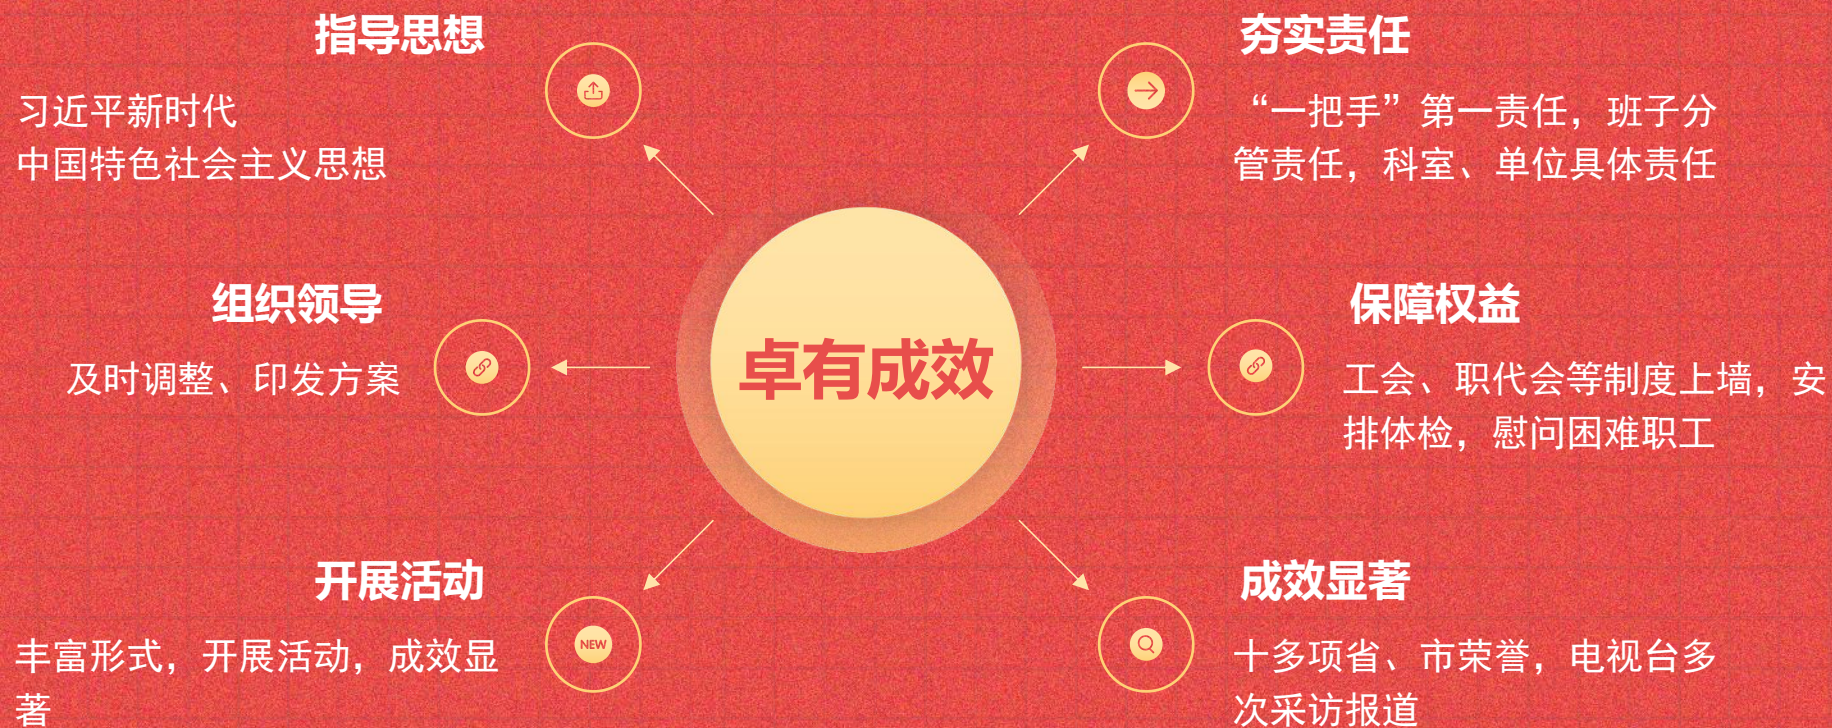 指导思想
习近平新时代
中国特色社会主义思想
组织领导
及时调整、印发方案
开展活动
丰富形式，开展活动，成效显
著
NEW
卓有成效
夯实责任
“一把手”第一责任，班子分
管责任，科室、单位具体责任
保障权益
工会、职代会等制度上墙，安
排体检，慰问困难职工
成效显著
十多项省、市荣誉，电视台多
次采访报道